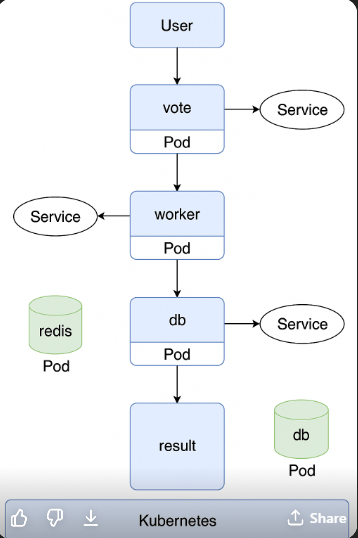 User
vote
Service
Pod
Service
worker
Pod
db
Service
redis
Pod
Pod
result
db
Pod
Kubernetes
Share